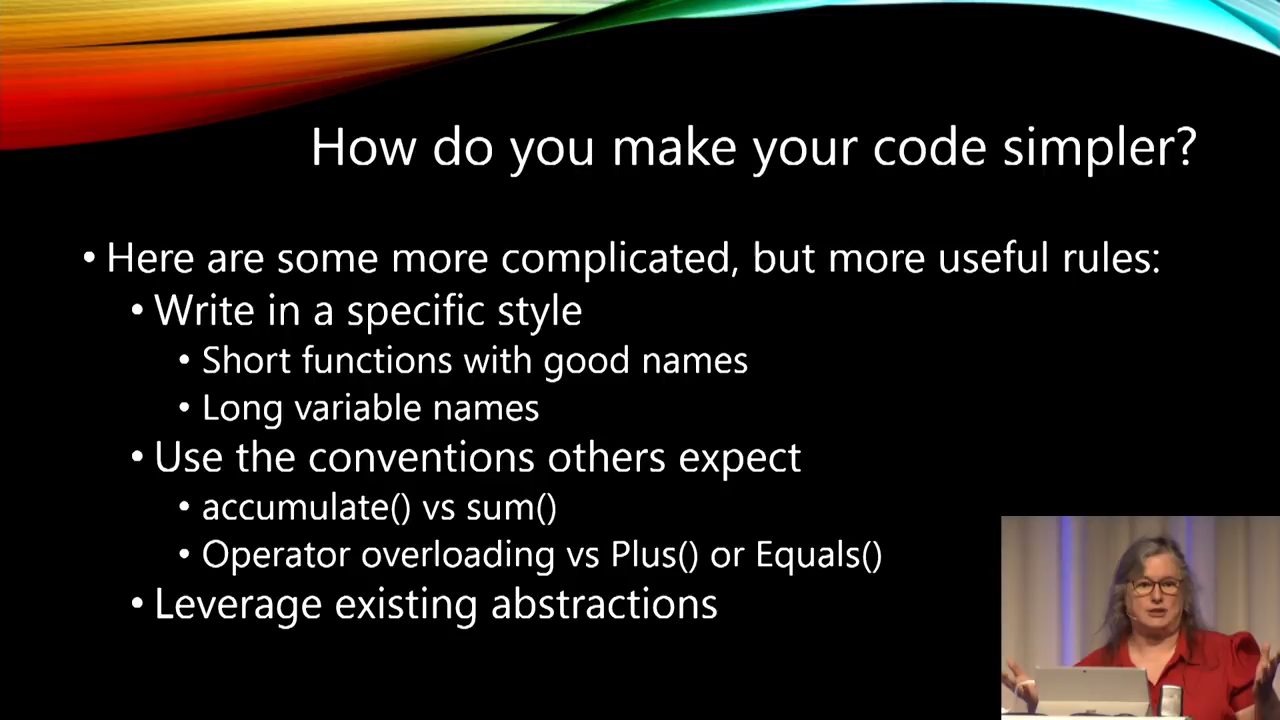 How do you make your code simpler?
• Here are some more complicated, but more useful rules:
• Write in a specific style
• Short functions with good names
• Long variable names
• Use the conventions others expect
• accumulate() vs sum()
• Operator overloading vs Plus() or Equals()
• Leverage existing abstractions